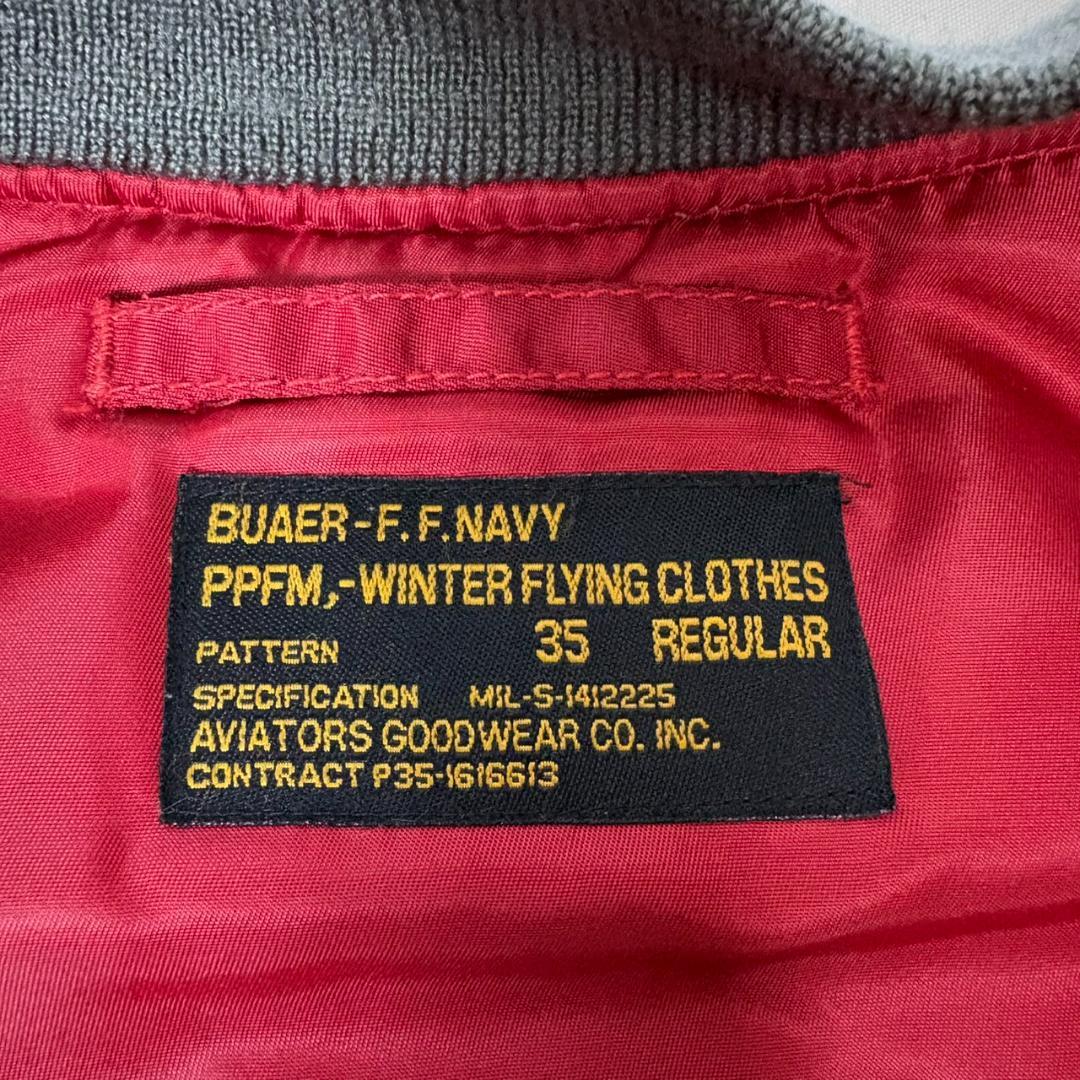 BUAER-F.F.NAVY
PPFM,-WINTER FLYING CLOTHES
PATTERN 35 REGULAR
SPECIFICATION MIL-S-1412225
AVIATORS GOODWEAR CO. INC.
CONTRACT P35-1616613